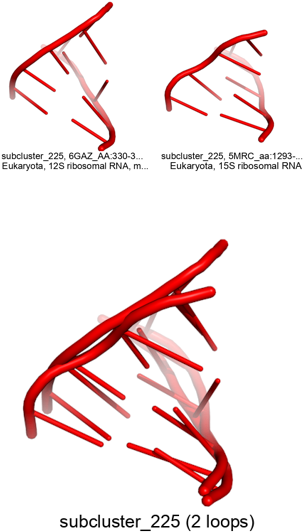 subcluster_225, 6GAZ_AA:330-3...
Eukaryota, 12S ribosomal RNA, m...
subcluster_225, 5MRC_aa:1293-...
Eukaryota, 15S ribosomal RNA
subcluster_225 (2 loops)